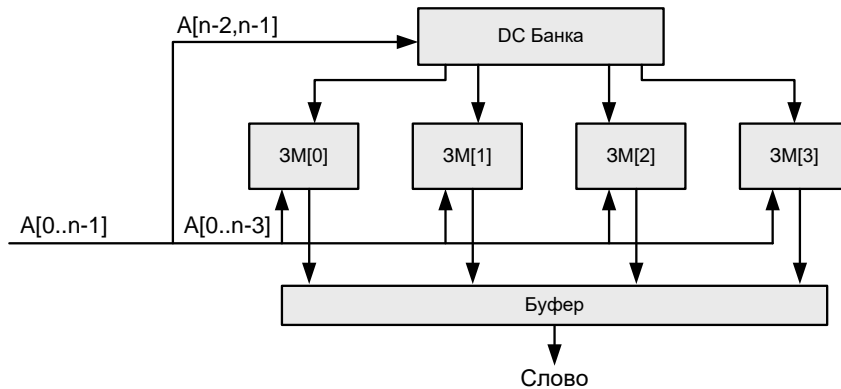 A[n-2,n-1]
DC Банка
ЗМ[0]
ЗМ[1]
ЗМ[2]
ЗМ[3]
A[0..n-1]
A[0..n-3]
Буфер
Слово